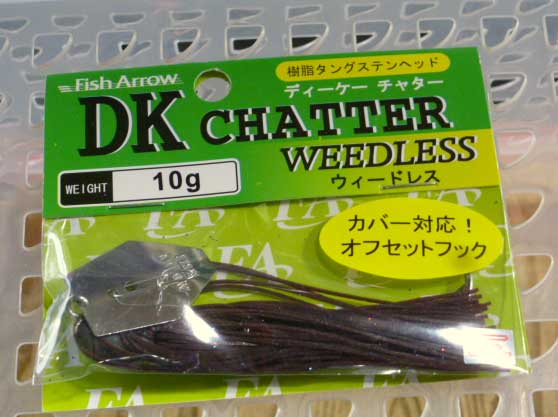 Fish Arrow
樹脂タングステンヘッド
ディーケー チャター
DK CHATTER
WEEDLESS
ウィードレス
WEIGHT 10g
カバー対応！
オフセットフック